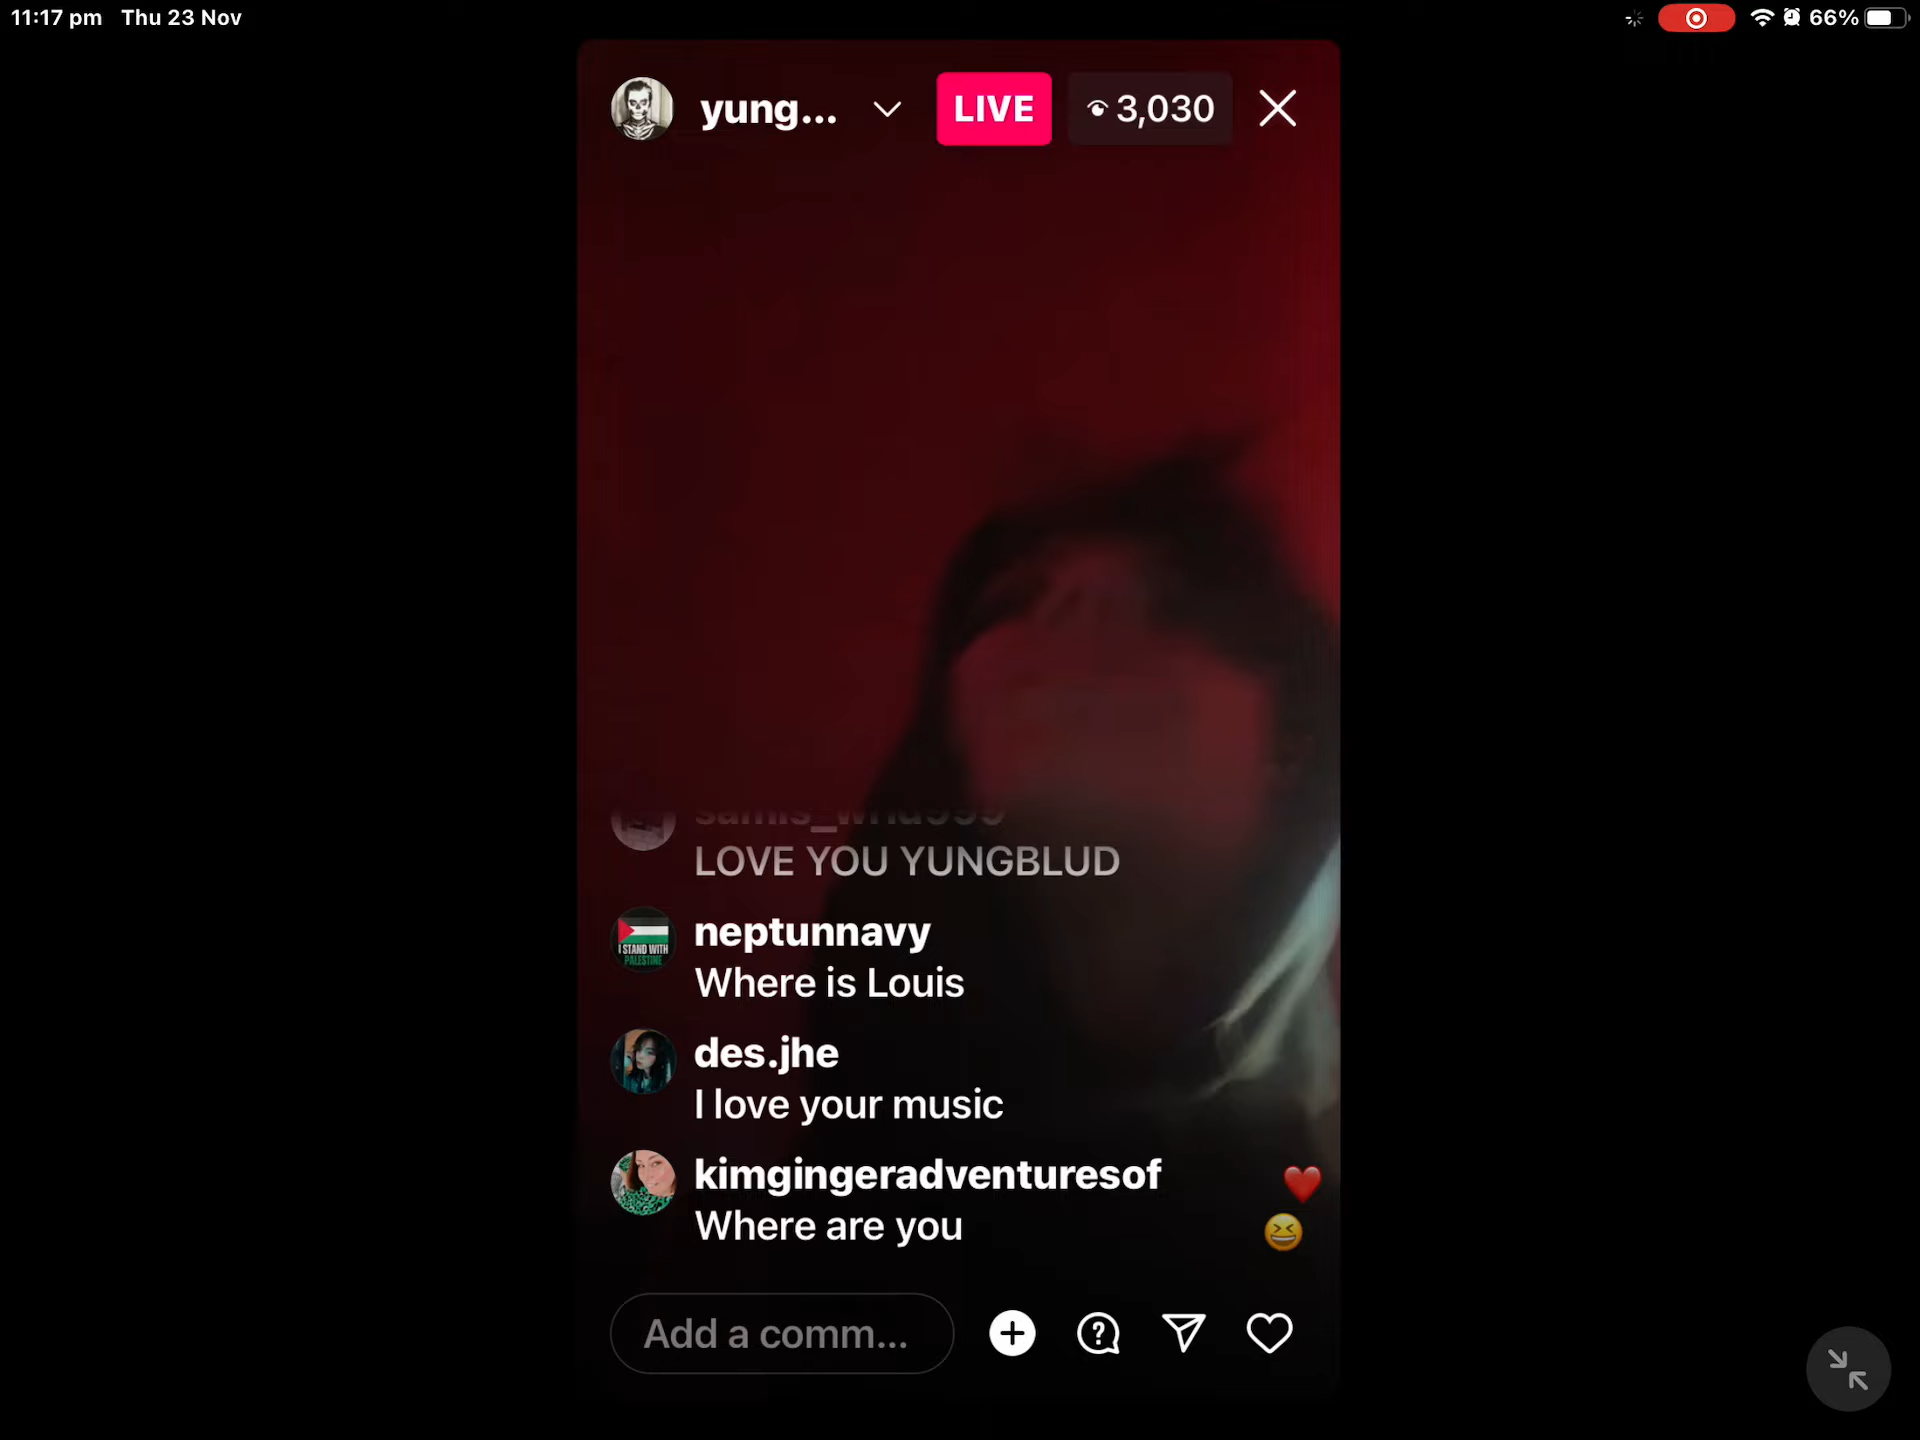 11:17 pm Thu 23 Nov
66%
yung... LIVE 3,030
LOVE YOU YUNGBLUD
I STAND WITH
PALESTINE
neptunnavy
Where is Louis
des.jhe
I love your music
kimgingeradventuresof
Where are you
Add a comm...